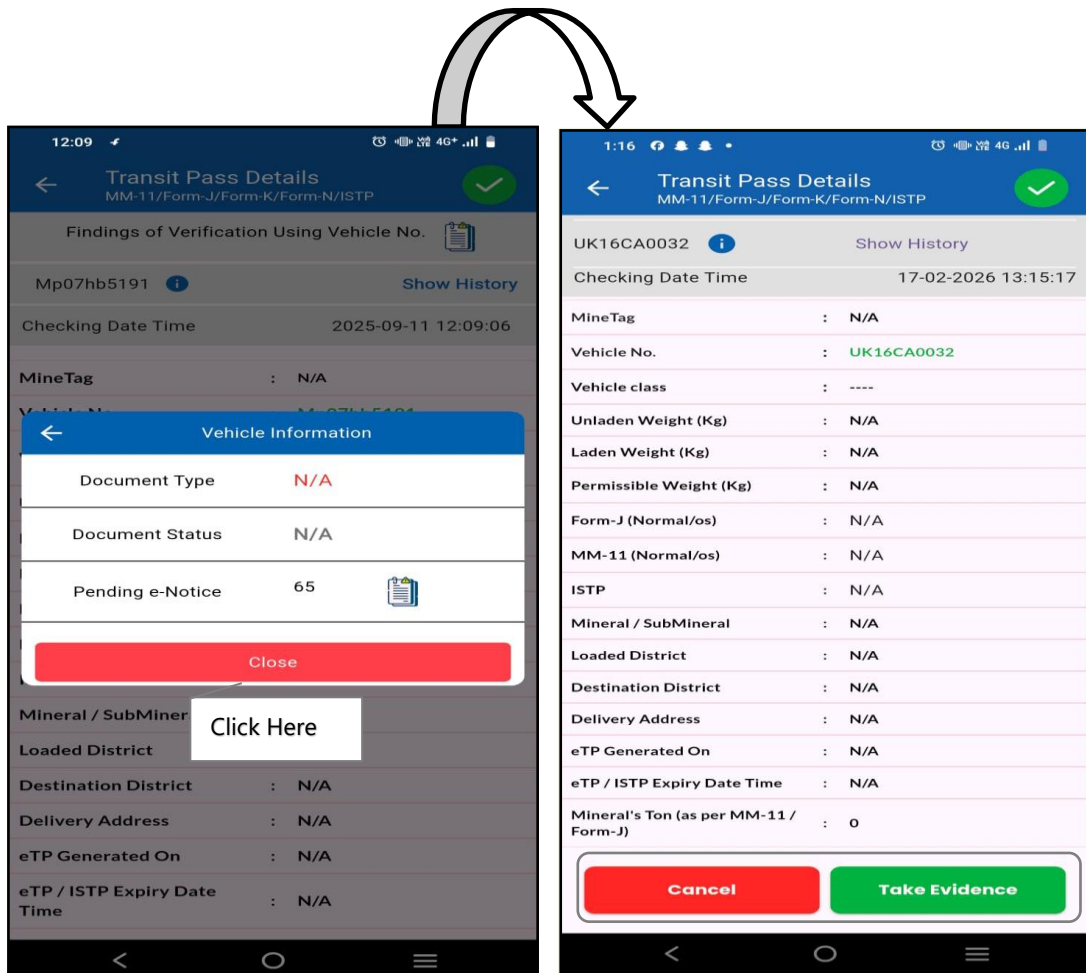 12:09
4G+
Transit Pass Details
MM-11/Form-J/Form-K/Form-N/ISTP
Findings of Verification Using Vehicle No.
Mp07hb5191
Show History
Checking Date Time 2025-09-11 12:09:06
MineTag : N/A
Vehicle Information
Document Type N/A
Document Status N/A
Pending e-Notice 65
Close
Click Here
Mineral / SubMiner
Loaded District
Destination District : N/A
Delivery Address : N/A
eTP Generated On : N/A
eTP / ISTP Expiry Date
Time : N/A
1:16
4G
Transit Pass Details
MM-11/Form-J/Form-K/Form-N/ISTP
UK16CA0032
Show History
Checking Date Time 17-02-2026 13:15:17
MineTag : N/A
Vehicle No. : UK16CA0032
Vehicle class : ----
Unladen Weight (Kg) : N/A
Laden Weight (Kg) : N/A
Permissible Weight (Kg) : N/A
Form-J (Normal/os) : N/A
MM-11 (Normal/os) : N/A
ISTP : N/A
Mineral / SubMineral : N/A
Loaded District : N/A
Destination District : N/A
Delivery Address : N/A
eTP Generated On : N/A
eTP / ISTP Expiry Date Time : N/A
Mineral's Ton (as per MM-11 /
Form-J) : 0
Cancel
Take Evidence